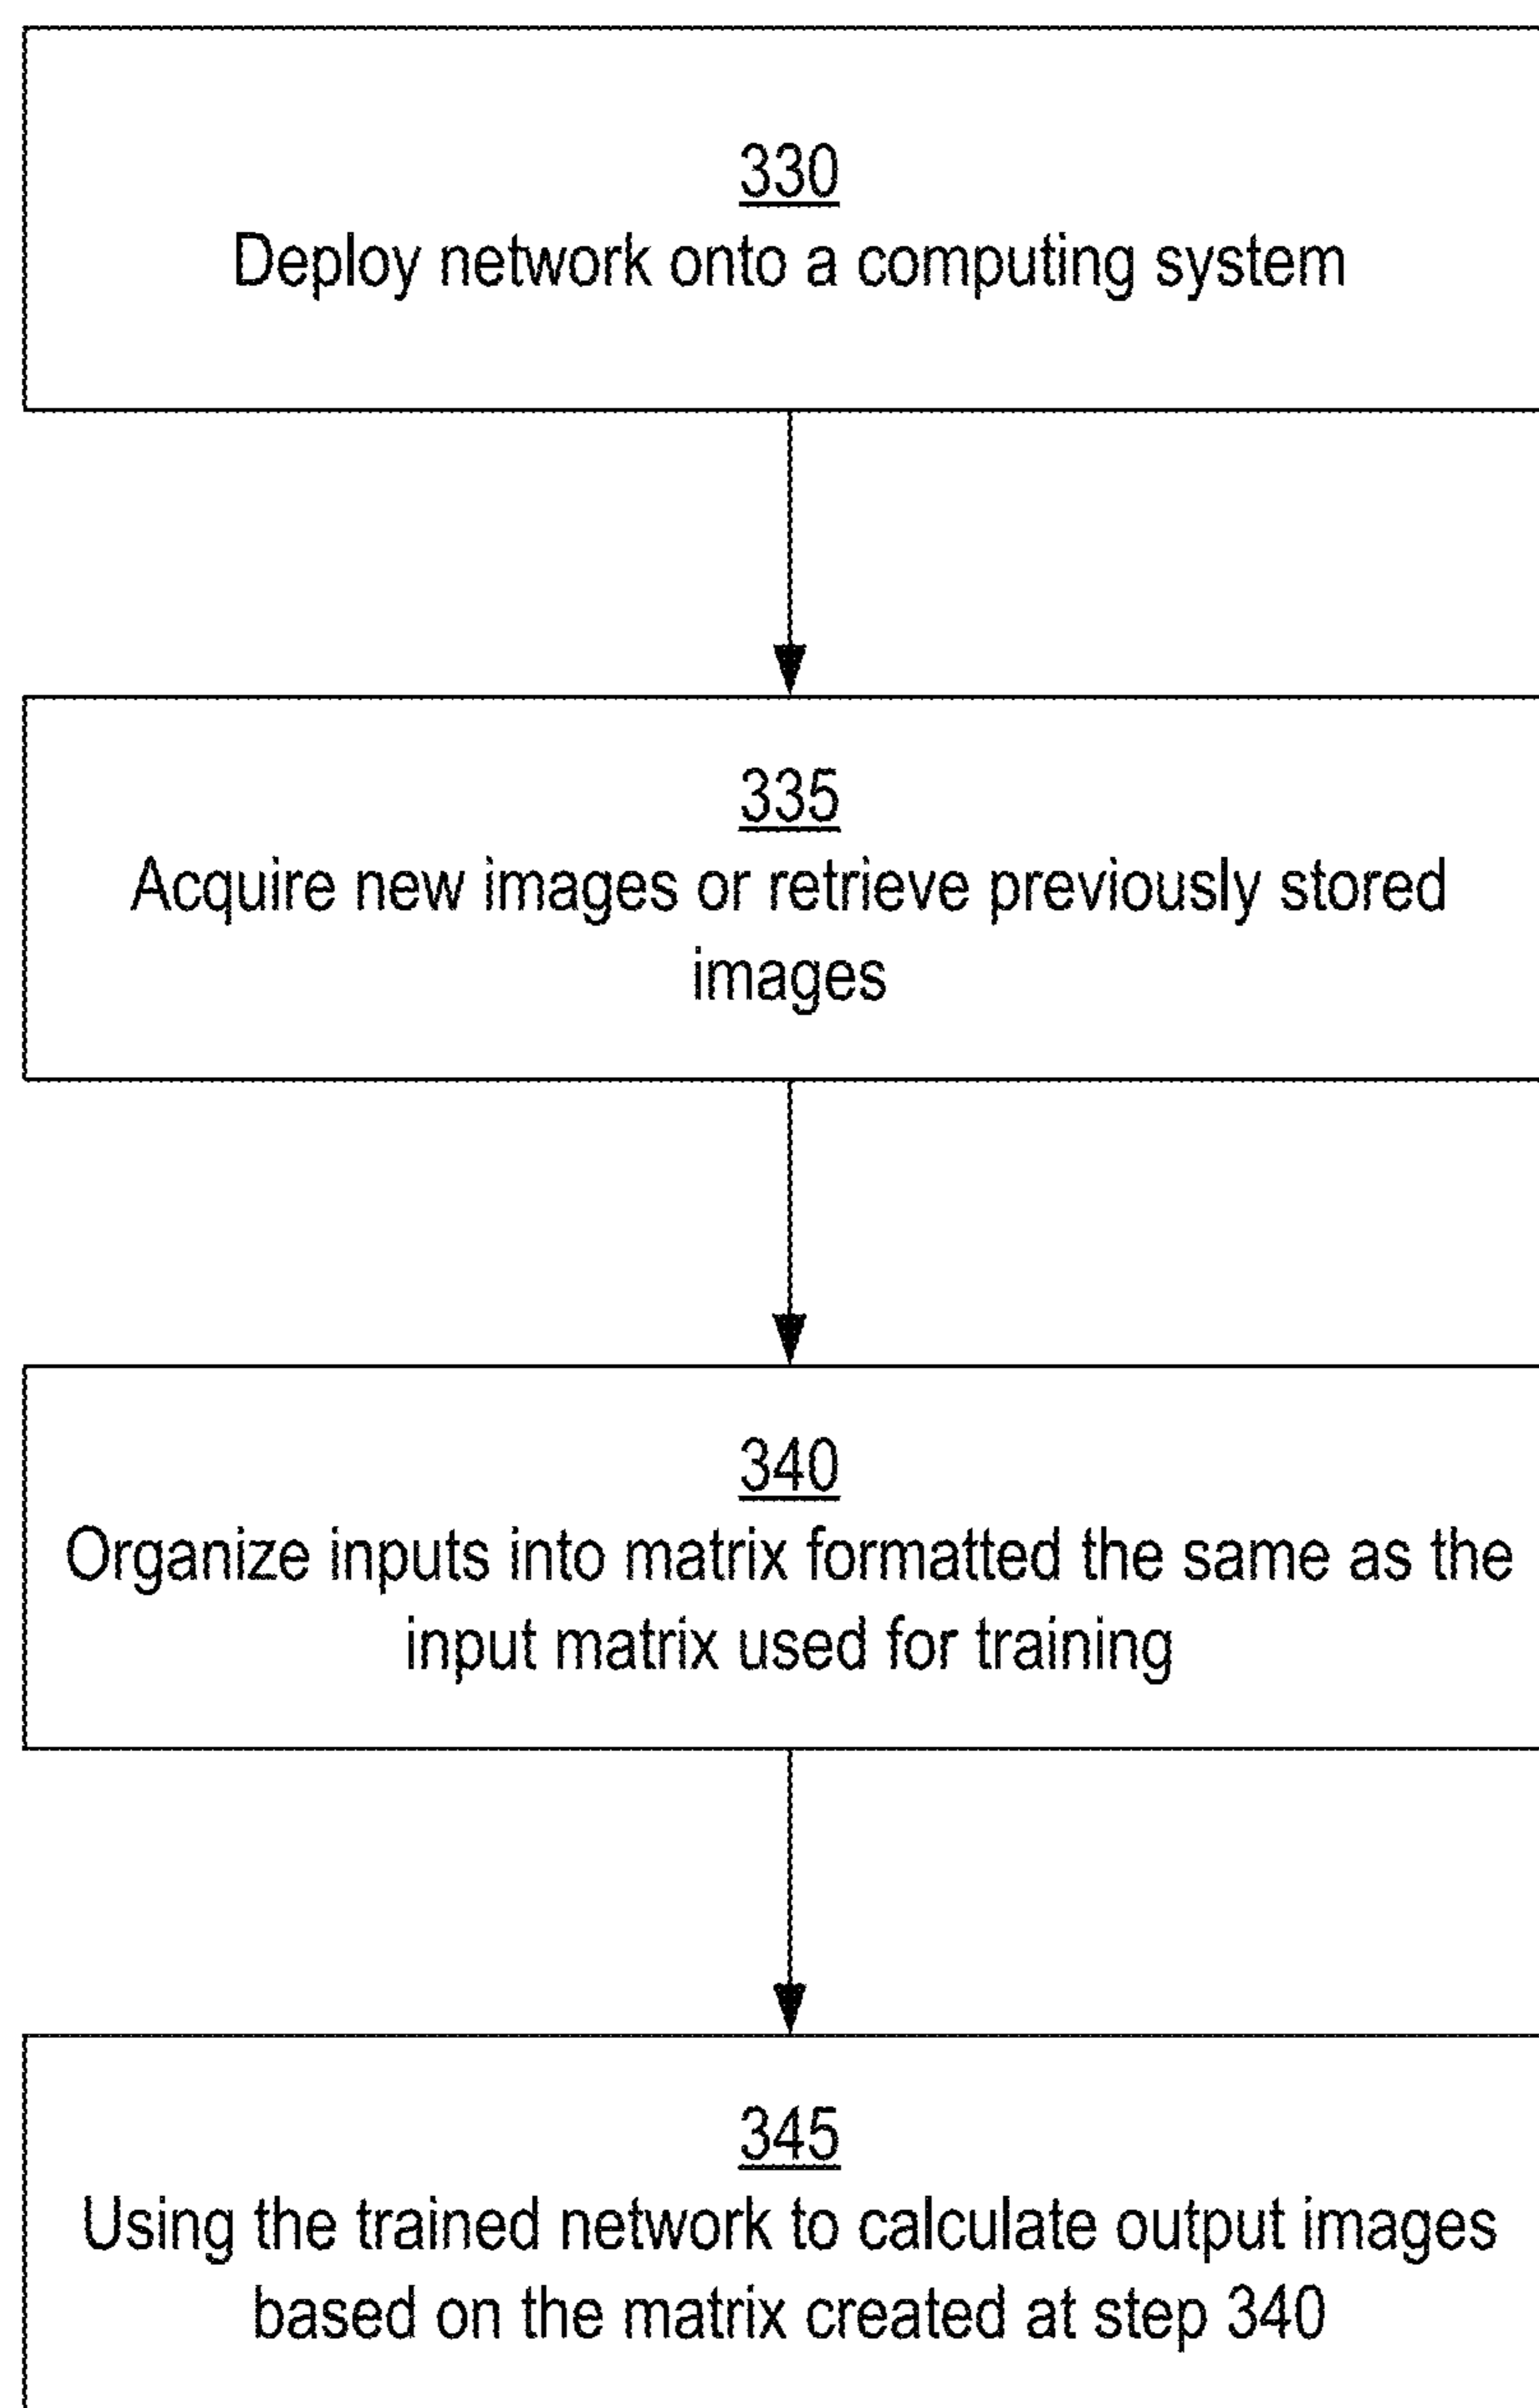 330
Deploy network onto a computing system
335
Acquire new images or retrieve previously stored
images
340
Organize inputs into matrix formatted the same as the
input matrix used for training
345
Using the trained network to calculate output images
based on the matrix created at step 340